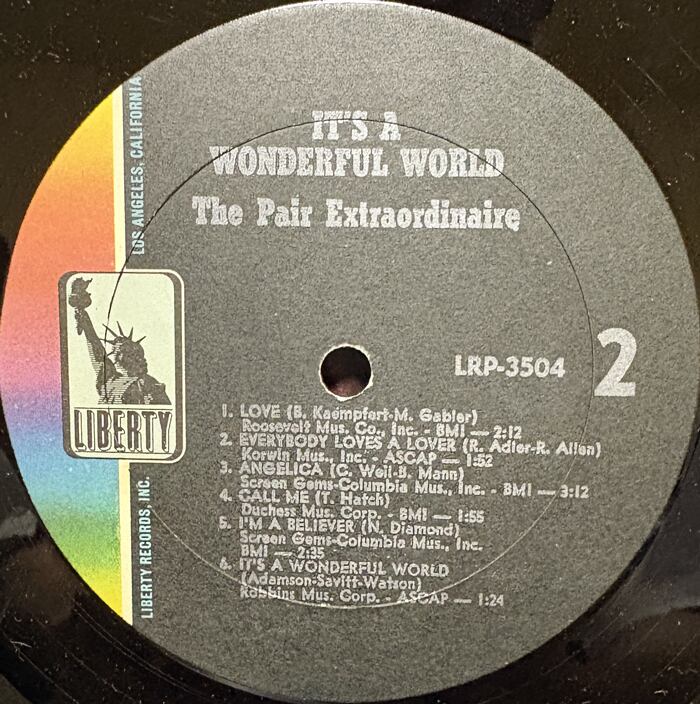 IT'S A
WONDERFUL WORLD
The Pair Extraordinaire
LOS ANGELES, CALIFORNIA
LIBERTY
LIBERTY RECORDS, INC.
LRP-3504
2
1. LOVE (B. Kaempfert-M. Gabler)
Roosevelt Mus. Co., Inc. - BMI — 2:12
2. EVERYBODY LOVES A LOVER (R. Adler-R. Allen)
Korwin Mus., Inc. - ASCAP — 1:52
3. ANGELICA (C. Weil-B. Mann)
Screen Gems-Columbia Mus., Inc. - BMI — 3:12
4. CALL ME (T. Hatch)
Duchess Mus. Corp. - BMI — 1:55
5. I'M A BELIEVER (N. Diamond)
Screen Gems-Columbia Mus., Inc.
BMI — 2:35
6. IT'S A WONDERFUL WORLD
(Adamson-Savitt-Watson)
Robbins Mus. Corp. - ASCAP — 1:24